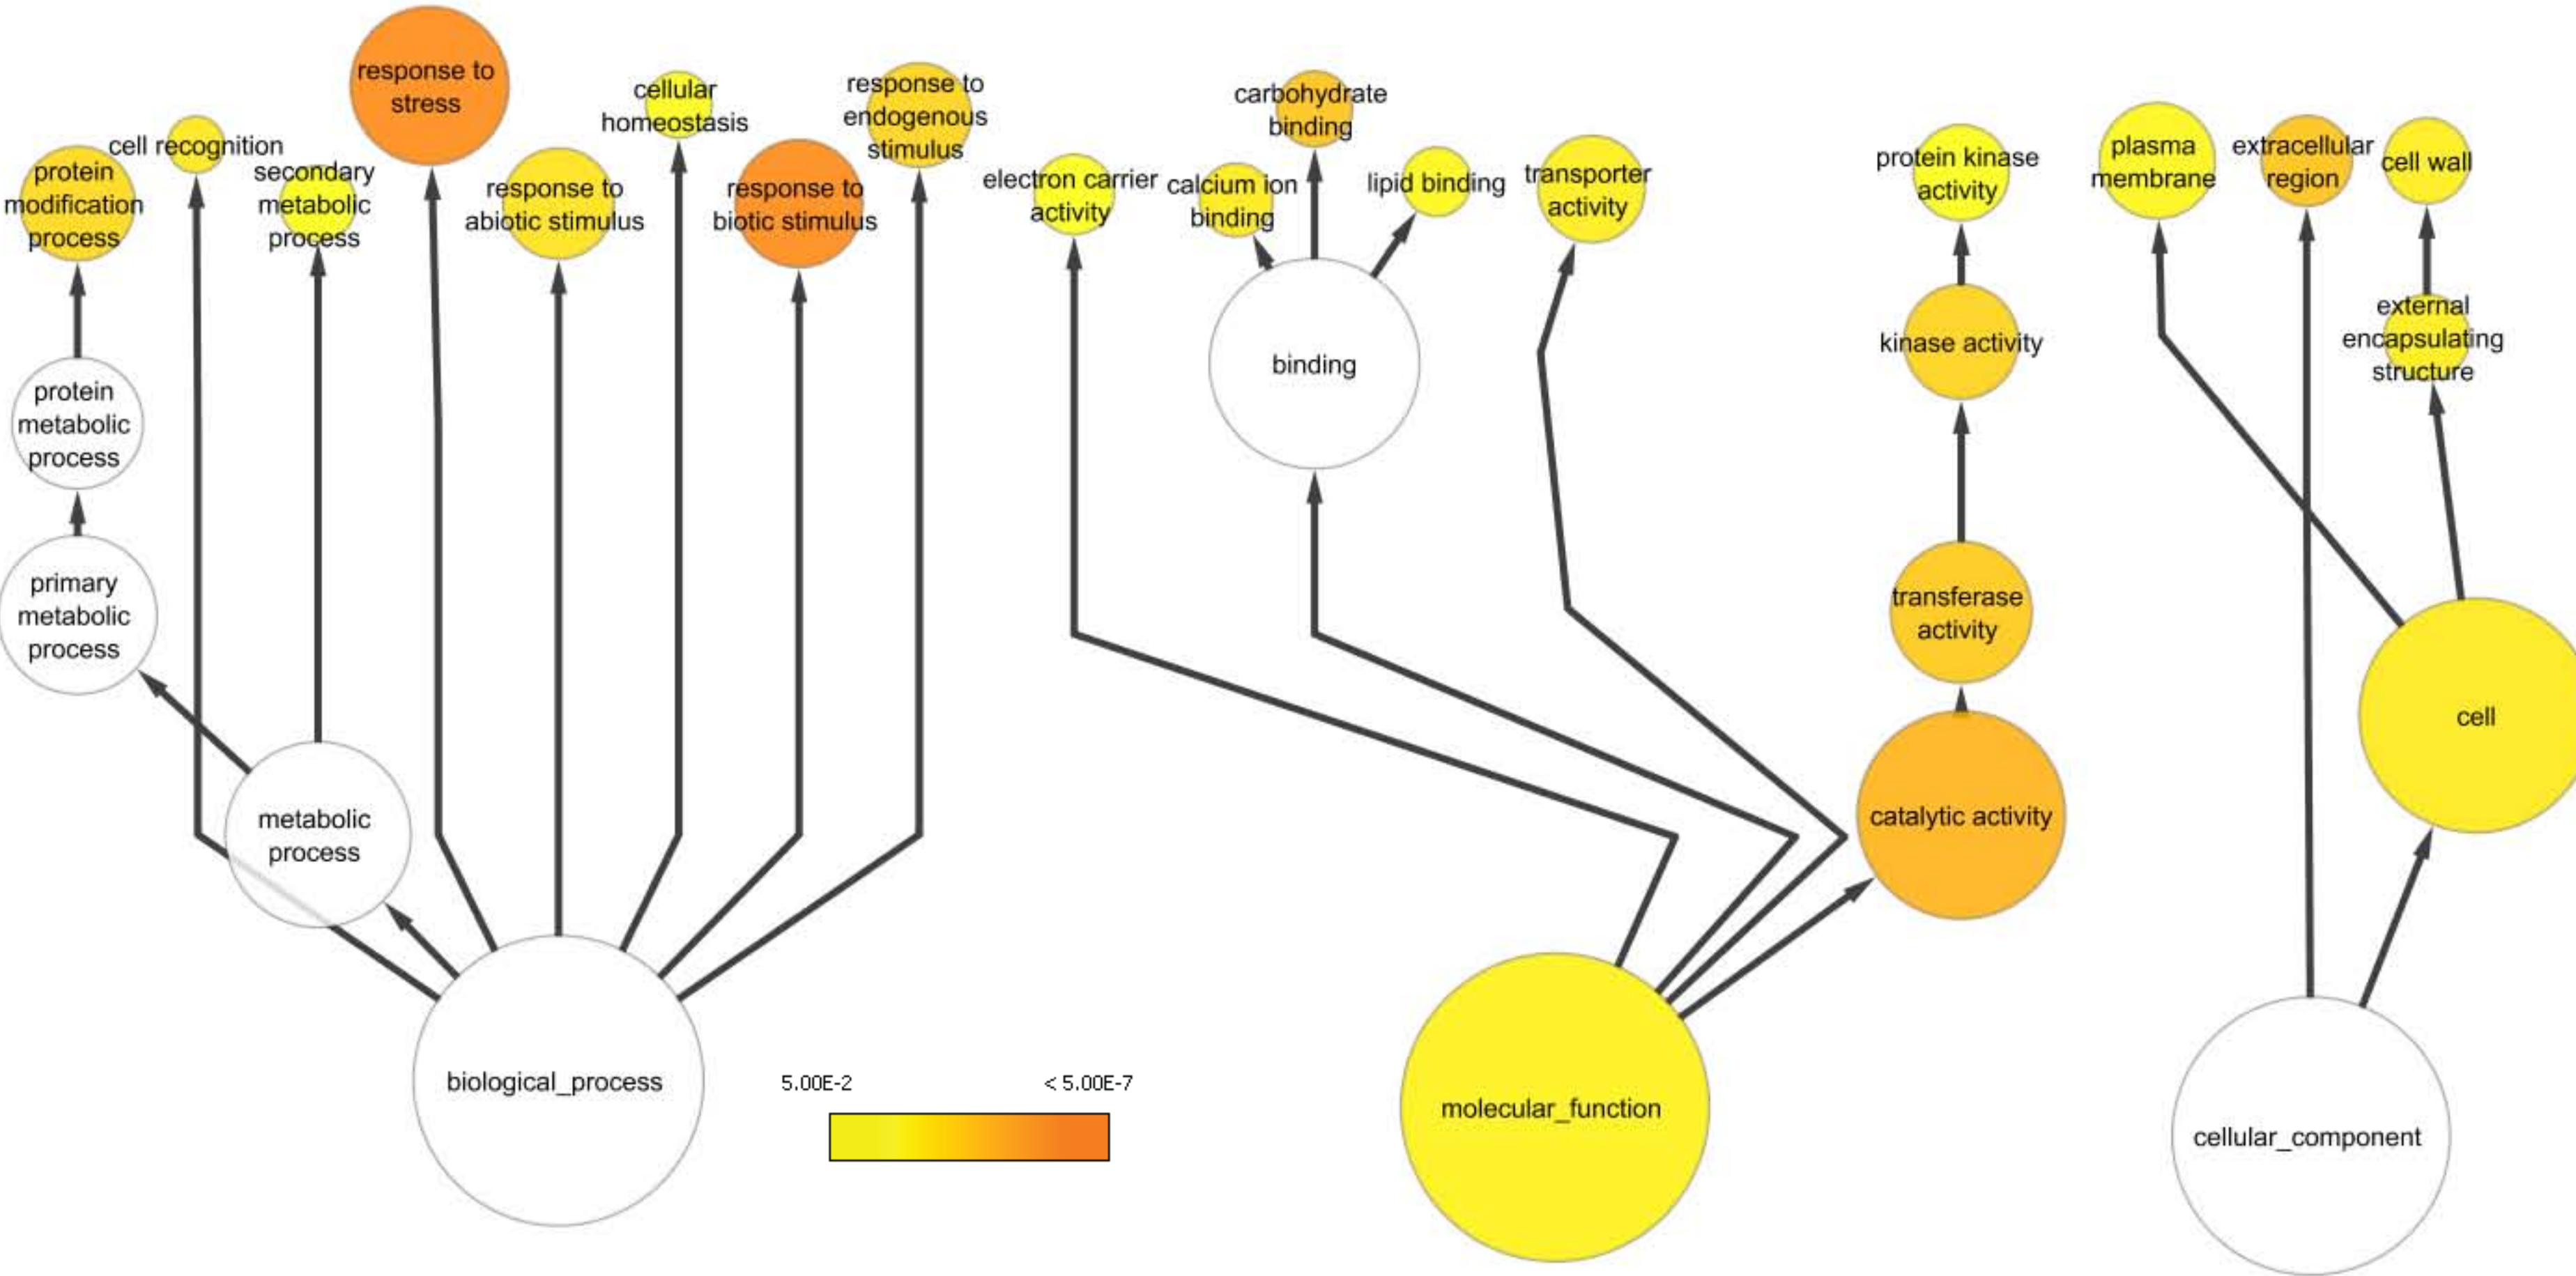 response to
stress
cellular
homeostasis
response to
endogenous
stimulus
carbohydrate
binding
cell recognition
protein
modification
process
secondary
metabolic
process
response to
abiotic stimulus
response to
biotic stimulus
electron carrier
activity
calcium ion
binding
lipid binding
transporter
activity
protein kinase
activity
plasma
membrane
extracellular
region
cell wall
external
encapsulating
structure
kinase activity
binding
protein
metabolic
process
primary
metabolic
process
transferase
activity
cell
metabolic
process
catalytic activity
biological_process
5.00E-2
< 5.00E-7
molecular_function
cellular_component